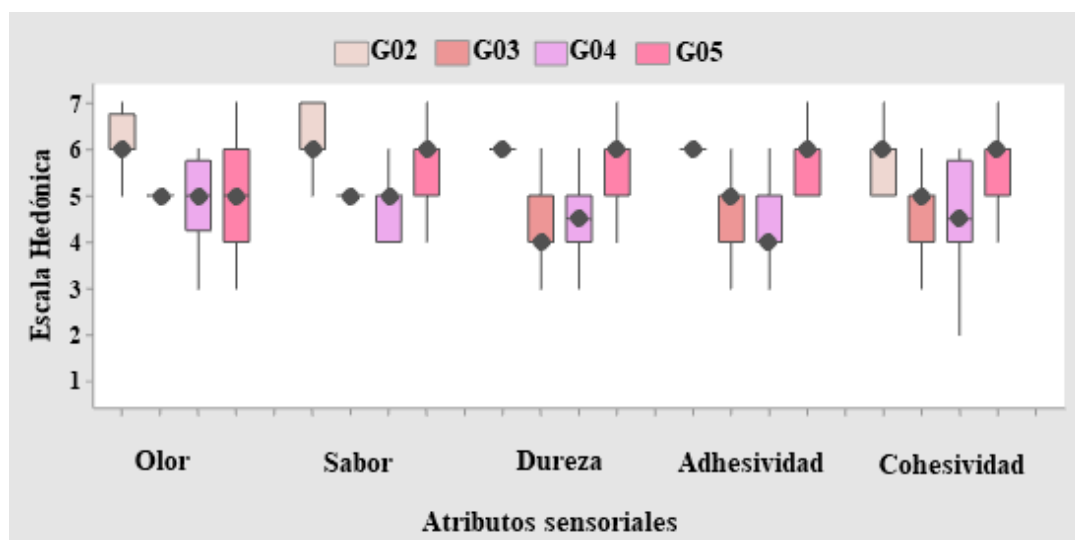 G02 G03 G04 G05
Escala Hedónica
7
6
5
4
3
2
1
Olor Sabor Dureza Adhesividad Cohesividad
Atributos sensoriales